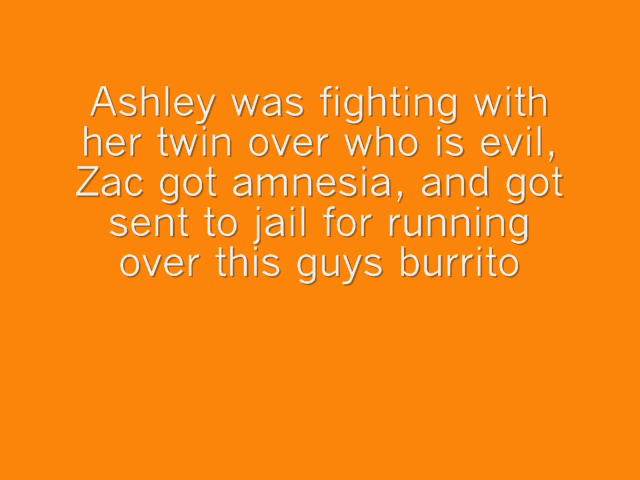 Ashley was fighting with
her twin over who is evil,
Zac got amnesia, and got
sent to jail for running
over this guys burrito